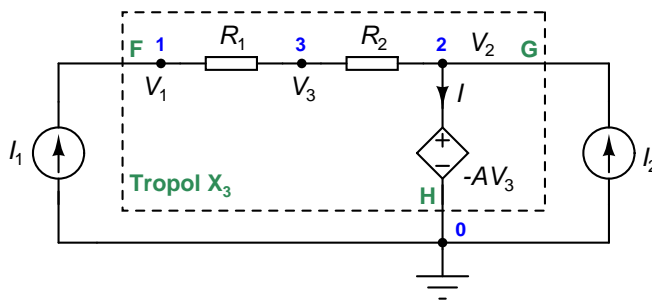 F 1 R1 3 R2 2 V2 G
V1 V3 I
I1 + I2
− -AV3
Tropol X3 H
0